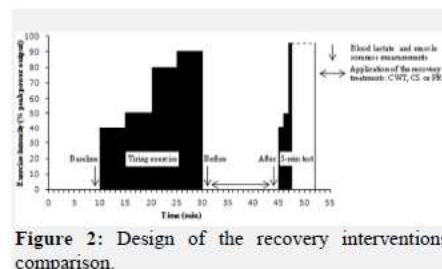 Exercise intensity (% peak power output)
100
90
80
70
60
50
40
30
20
10
0
Baseline
Tiring exercise
Before
After
5-min test
0 5 10 15 20 25 30 35 40 45 50 55
Time (min)
Blood lactate and muscle
soreness measurements
Application of the recovery
treatments: CWT, CS or PR
Figure 2: Design of the recovery interventions
comparison.